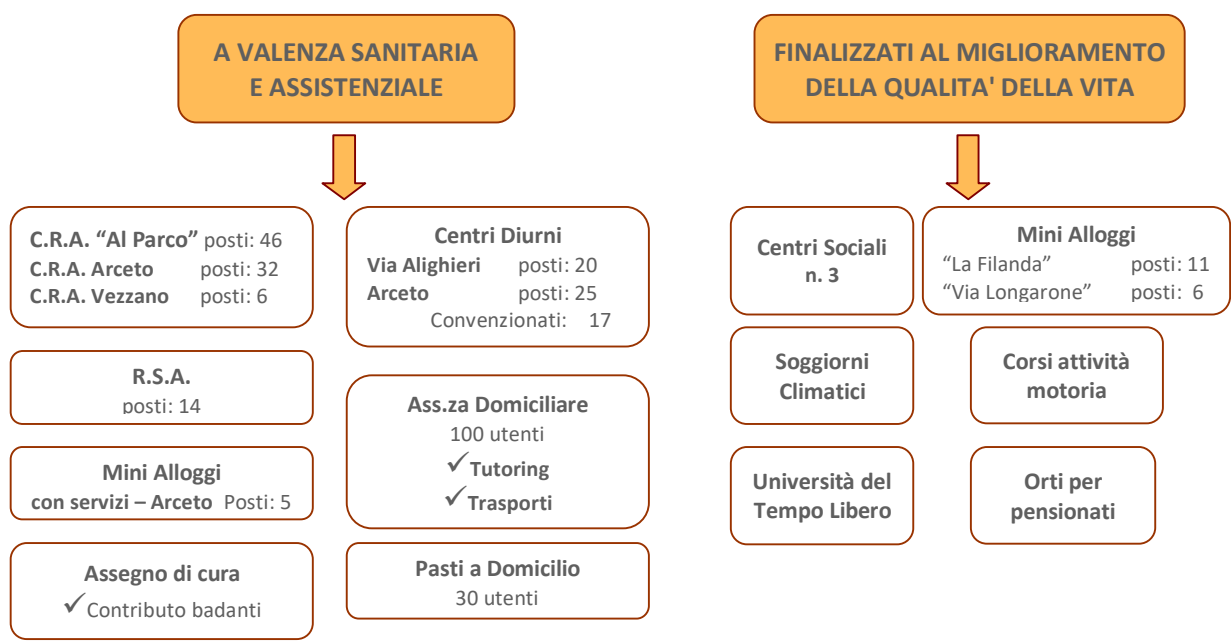 A VALENZA SANITARIA
E ASSISTENZIALE
C.R.A. “Al Parco” posti: 46
C.R.A. Arceto posti: 32
C.R.A. Vezzano posti: 6
Centri Diurni
Via Alighieri posti: 20
Arceto posti: 25
Convenzionati: 17
R.S.A.
posti: 14
Ass.za Domiciliare
100 utenti
✓Tutoring
✓Trasporti
Mini Alloggi
con servizi – Arceto Posti: 5
Assegno di cura
✓Contributo badanti
Pasti a Domicilio
30 utenti
FINALIZZATI AL MIGLIORAMENTO
DELLA QUALITA' DELLA VITA
Centri Sociali
n. 3
Mini Alloggi
“La Filanda” posti: 11
“Via Longarone” posti: 6
Soggiorni
Climatici
Corsi attività
motoria
Università del
Tempo Libero
Orti per
pensionati